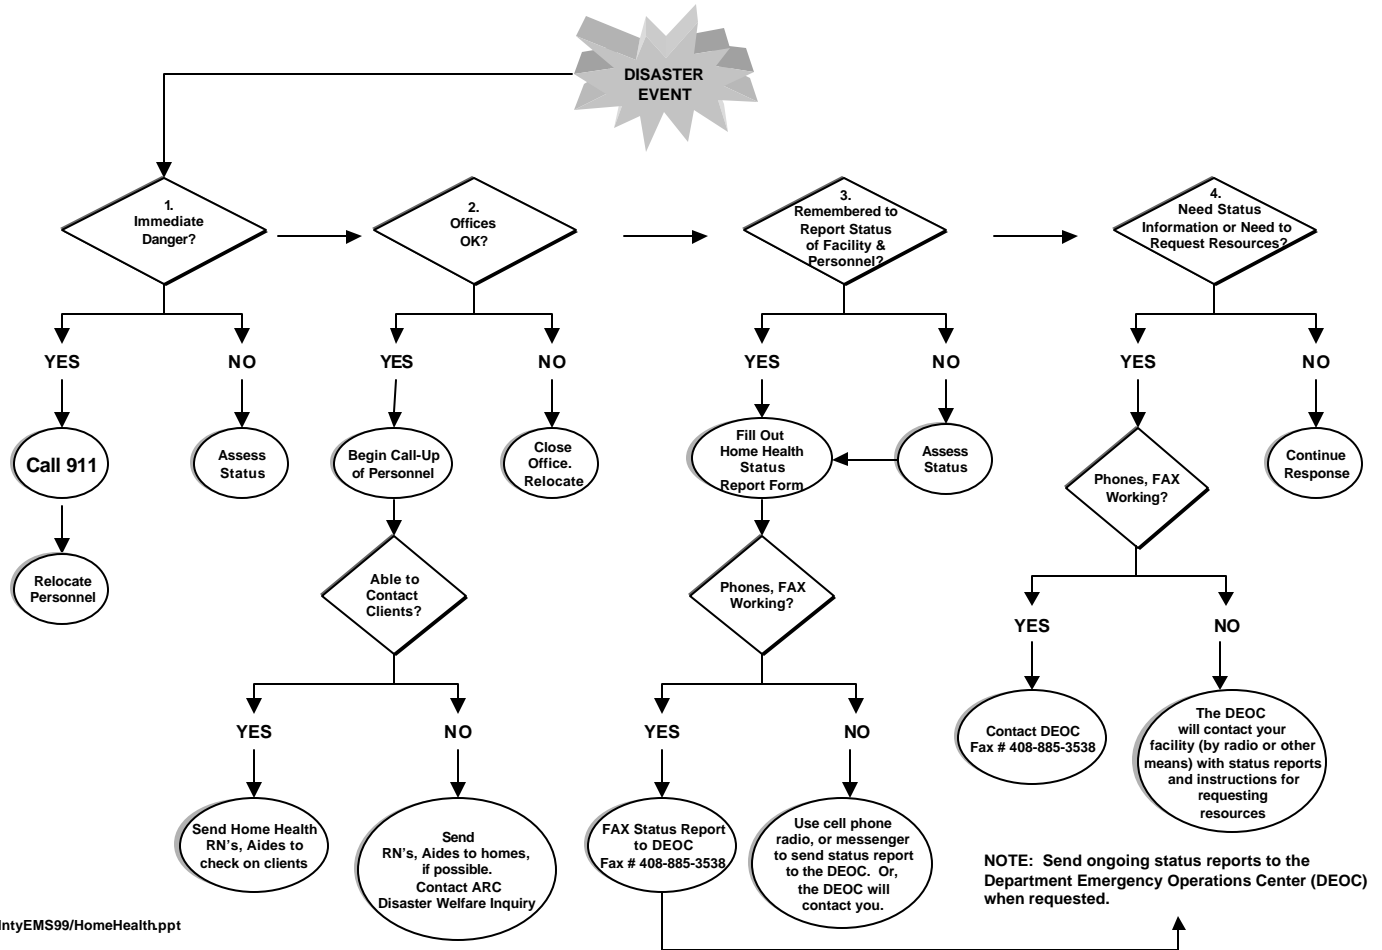 DISASTER
EVENT
1.
Immediate
Danger?
2.
Offices
OK?
3.
Remembered to
Report Status
of Facility &
Personnel?
4.
Need Status
Information or Need to
Request Resources?
YES
NO
YES
NO
YES
NO
YES
NO
Call 911
Assess
Status
Begin Call-Up
of Personnel
Close
Office.
Relocate
Fill Out
Home Health
Status
Report Form
Assess
Status
Phones, FAX
Working?
Continue
Response
Relocate
Personnel
Able to
Contact
Clients?
Phones, FAX
Working?
YES
NO
YES
NO
YES
NO
Contact DEOC
Fax # 408-885-3538
The DEOC
will contact your
facility (by radio or other
means) with status reports
and instructions for
requesting
resources
Send Home Health
RN's, Aides to
check on clients
Send
RN's, Aides to homes,
if possible.
Contact ARC
Disaster Welfare Inquiry
FAX Status Report
to DEOC
Fax # 408-885-3538
Use cell phone
radio, or messenger
to send status report
to the DEOC. Or,
the DEOC will
contact you.
NOTE: Send ongoing status reports to the
Department Emergency Operations Center (DEOC)
when requested.
ntyEMS99/HomeHealth.ppt